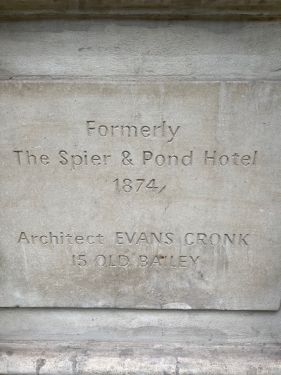 Formerly
The Spier & Pond Hotel
1874
Architect EVANS CRONK
15 OLD BAILEY